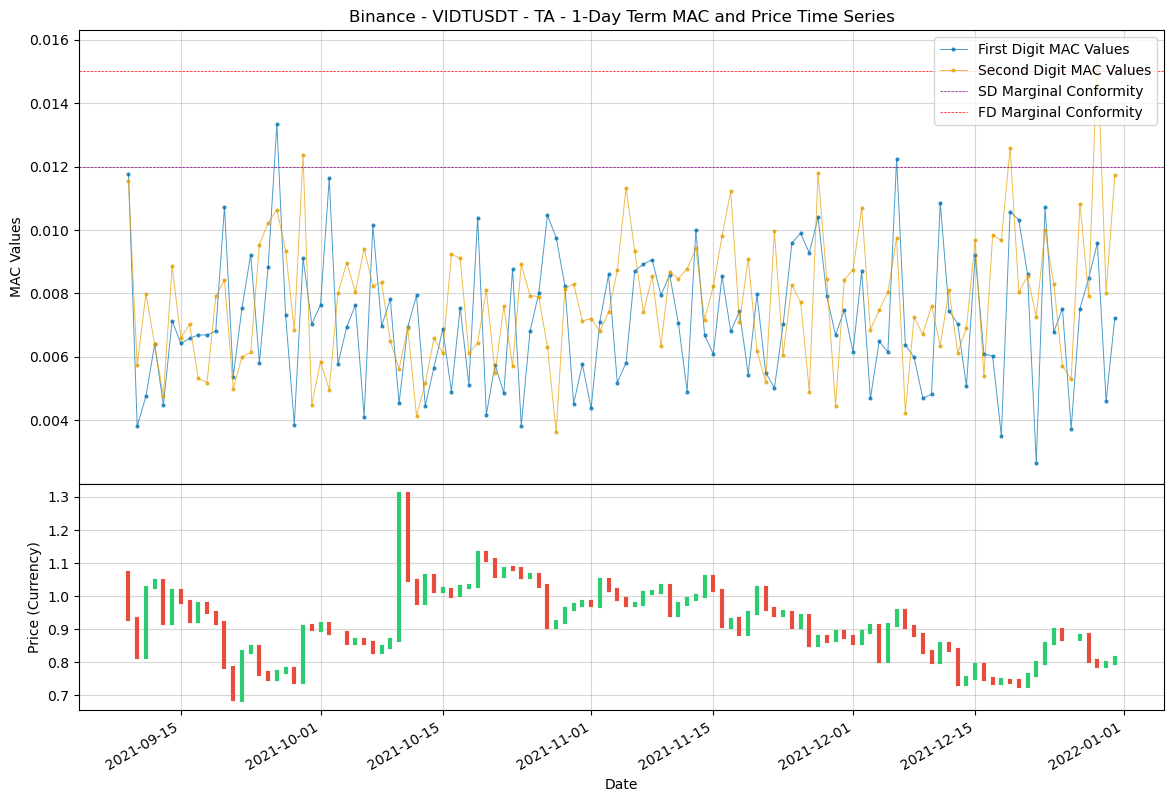 Binance - VIDTUSDT - TA - 1-Day Term MAC and Price Time Series
0.016
0.014
0.012
0.010
0.008
0.006
0.004
MAC Values
First Digit MAC Values
Second Digit MAC Values
SD Marginal Conformity
FD Marginal Conformity
1.3
1.2
1.1
1.0
0.9
0.8
0.7
Price (Currency)
2021-09-15
2021-10-01
2021-10-15
2021-11-01
2021-11-15
2021-12-01
2021-12-15
2022-01-01
Date